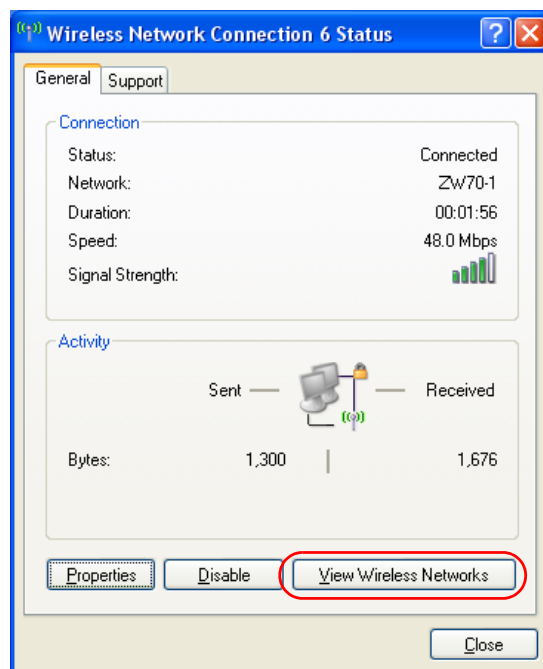 Wireless Network Connection 6 Status
General Support
Connection
Status: Connected
Network: ZW70-1
Duration: 00:01:56
Speed: 48.0 Mbps
Signal Strength:
Activity
Sent — — Received
Bytes: 1,300 | 1,676
Properties Disable View Wireless Networks
Close